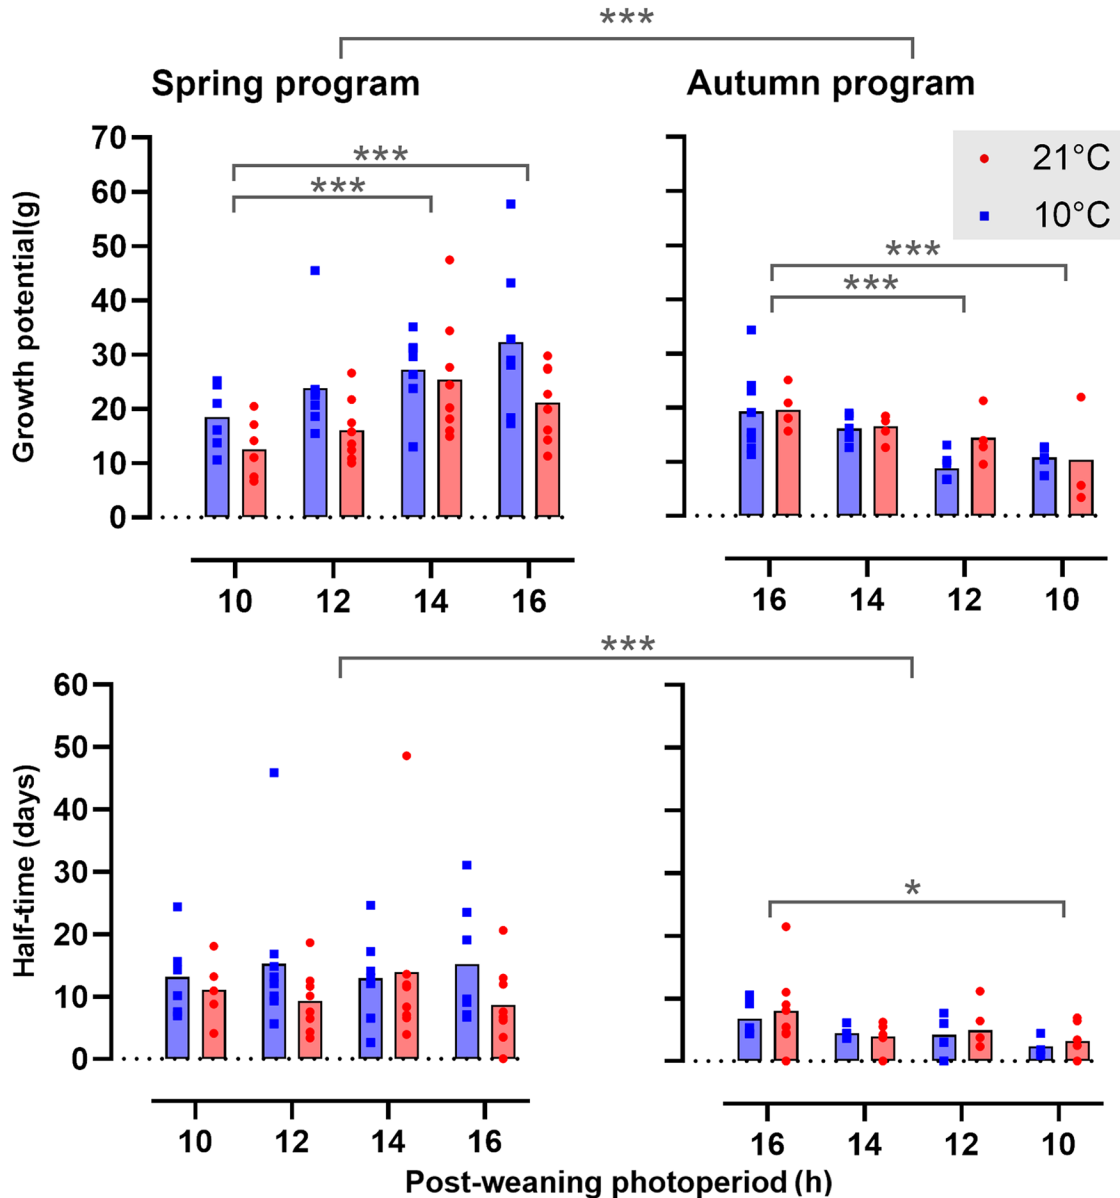 ***
Spring program
Autumn program
70
60
50
40
30
20
10
0
Growth potential(g)
***
***
21°C
10°C
***
***
10 12 14 16
16 14 12 10
***
60
50
40
30
20
10
0
Half-time (days)
*
10 12 14 16
16 14 12 10
Post-weaning photoperiod (h)